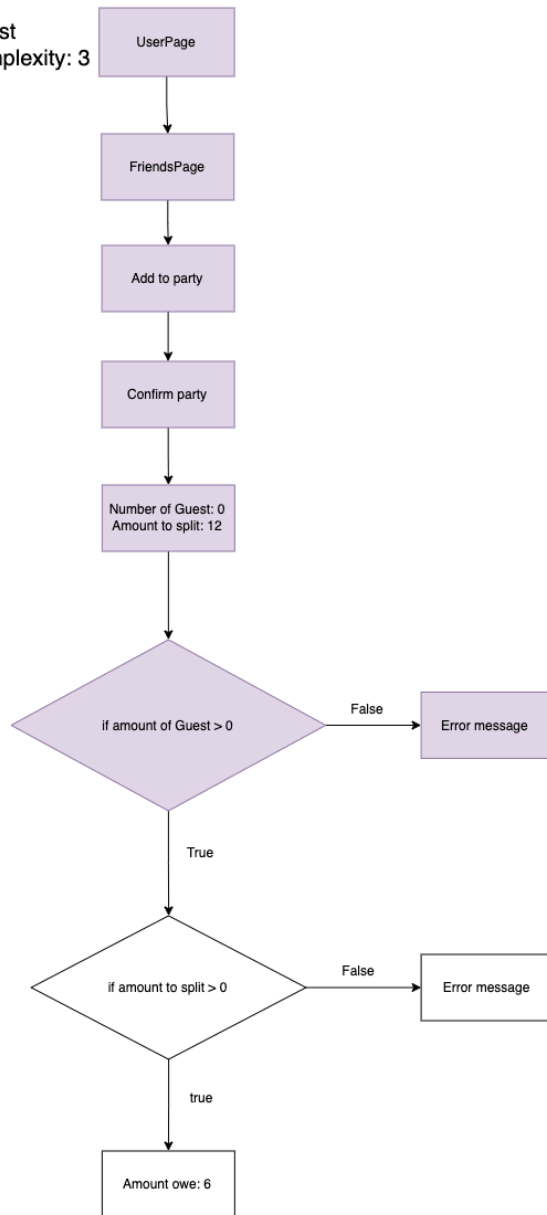 UserPage
: 3
FriendsPage
Add to party
Confirm party
Number of Guest: 0
Amount to split: 12
if amount of Guest > 0
False
Error message
True
if amount to split > 0
False
Error message
true
Amount owe: 6